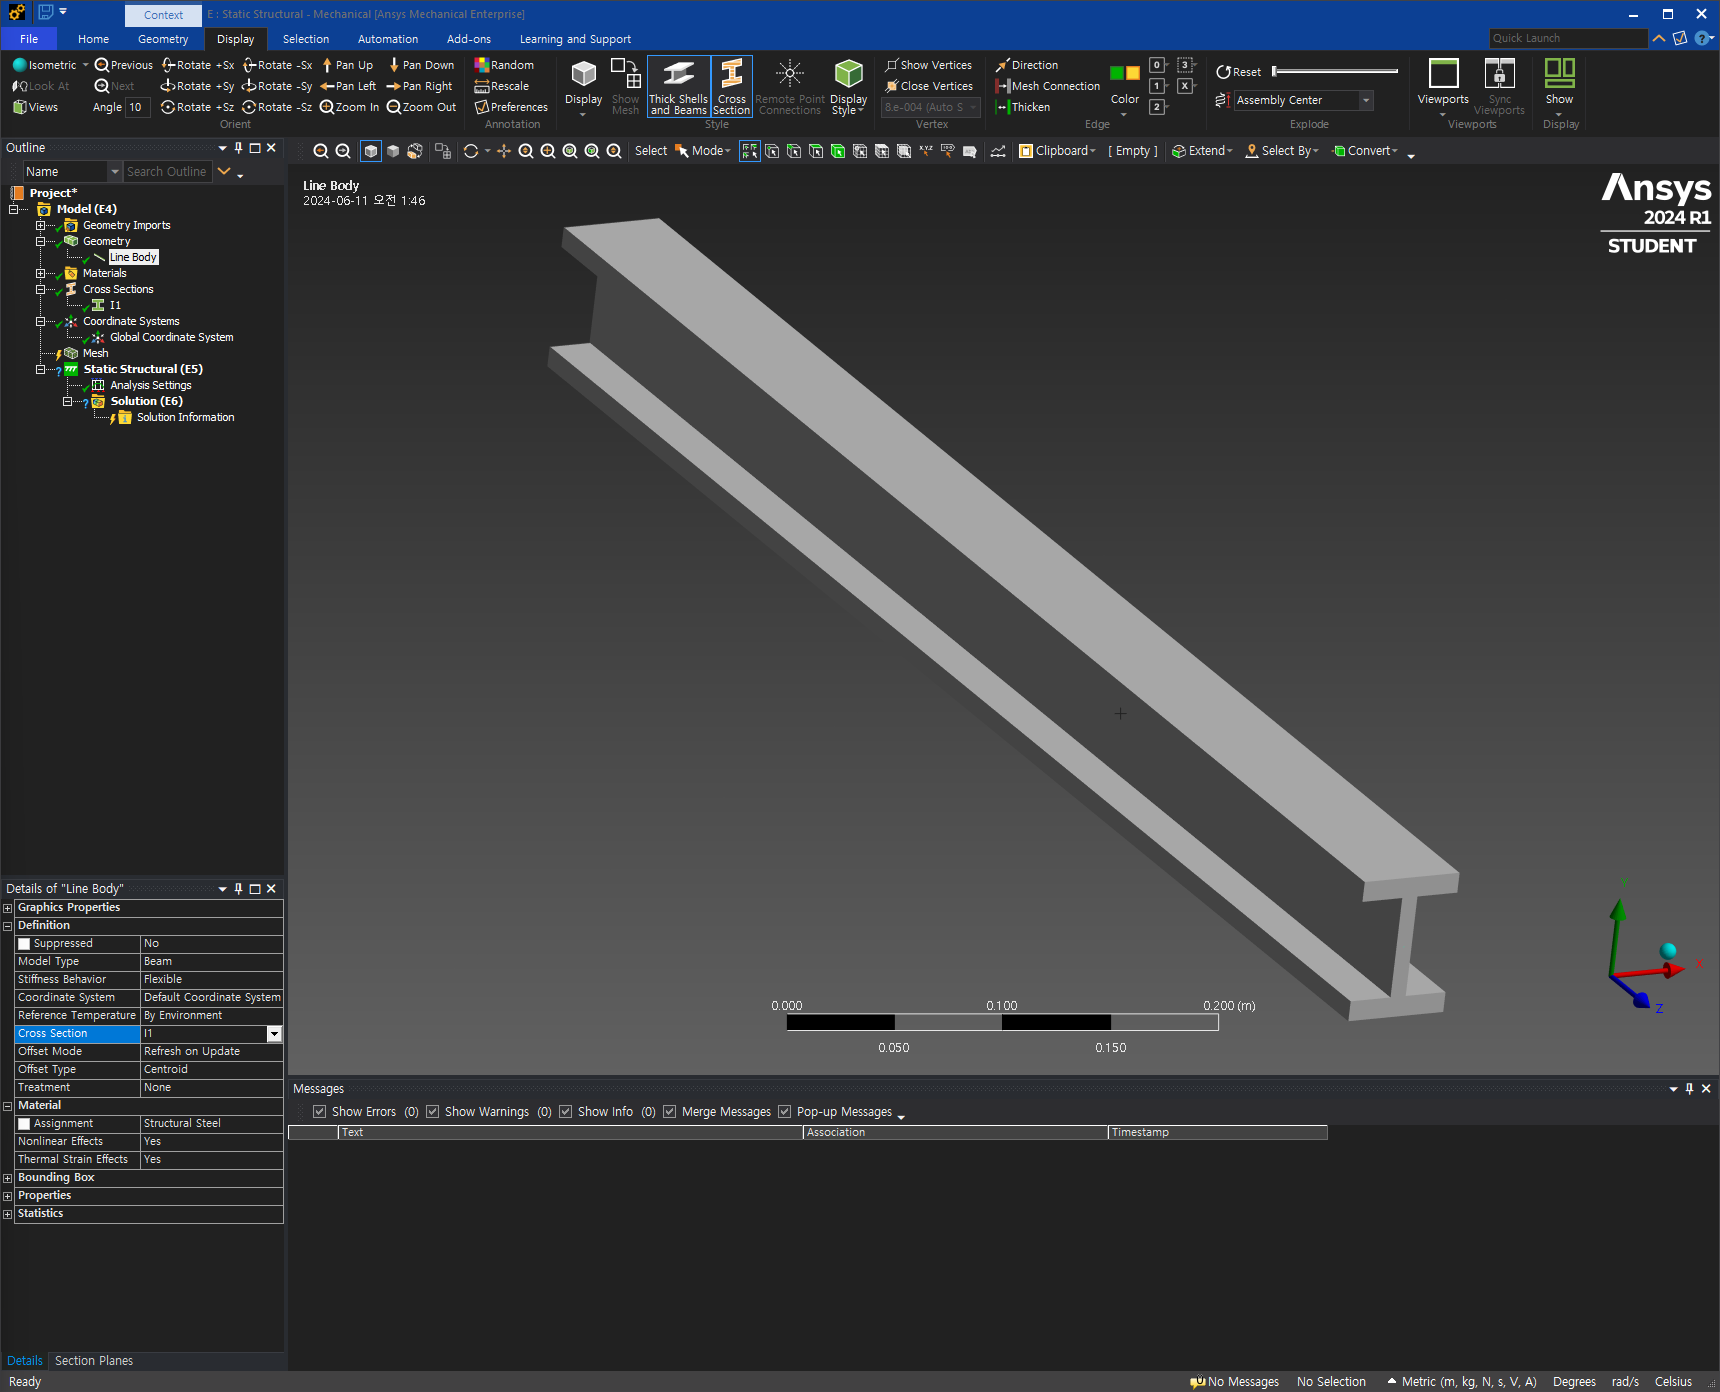 Context
E : Static Structural - Mechanical [Ansys Mechanical Enterprise]
File Home Geometry Display Selection Automation Add-ons Learning and Support
Quick Launch
Isometric Previous Rotate +Sx Rotate -Sx Pan Up Pan Down
Look At Next Rotate +Sy Rotate -Sy Pan Left Pan Right
Views Angle 10 Rotate +Sz Rotate -Sz Zoom In Zoom Out
Orient
Random
Rescale
Preferences
Annotation
Display
Show Mesh
Thick Shells and Beams
Cross Section
Remote Point Connections
Display Style
Style
Show Vertices
Close Vertices
8.e-004 (Auto S
Vertex
Direction
Mesh Connection
Thicken
Color
0 3
1 X
2
Edge
Reset
Assembly Center
Explode
Viewports
Sync Viewports
Viewports
Show
Display
Outline
Name Search Outline
Project*
Model (E4)
Geometry Imports
Geometry
Line Body
Materials
Cross Sections
I1
Coordinate Systems
Global Coordinate System
Mesh
Static Structural (E5)
Analysis Settings
Solution (E6)
Solution Information
Select Mode Clipboard [ Empty ] Extend Select By Convert
Line Body
2024-06-11 오전 1:46
Ansys
2024 R1
STUDENT
Y
X
Z
0.000 0.100 0.200 (m)
0.050 0.150
Details of "Line Body"
Graphics Properties
Definition
Suppressed No
Model Type Beam
Stiffness Behavior Flexible
Coordinate System Default Coordinate System
Reference Temperature By Environment
Cross Section I1
Offset Mode Refresh on Update
Offset Type Centroid
Treatment None
Material
Assignment Structural Steel
Nonlinear Effects Yes
Thermal Strain Effects Yes
Bounding Box
Properties
Statistics
Details Section Planes
Messages
Show Errors (0) Show Warnings (0) Show Info (0) Merge Messages Pop-up Messages
Text Association Timestamp
Ready
No Messages No Selection Metric (m, kg, N, s, V, A) Degrees rad/s Celsius